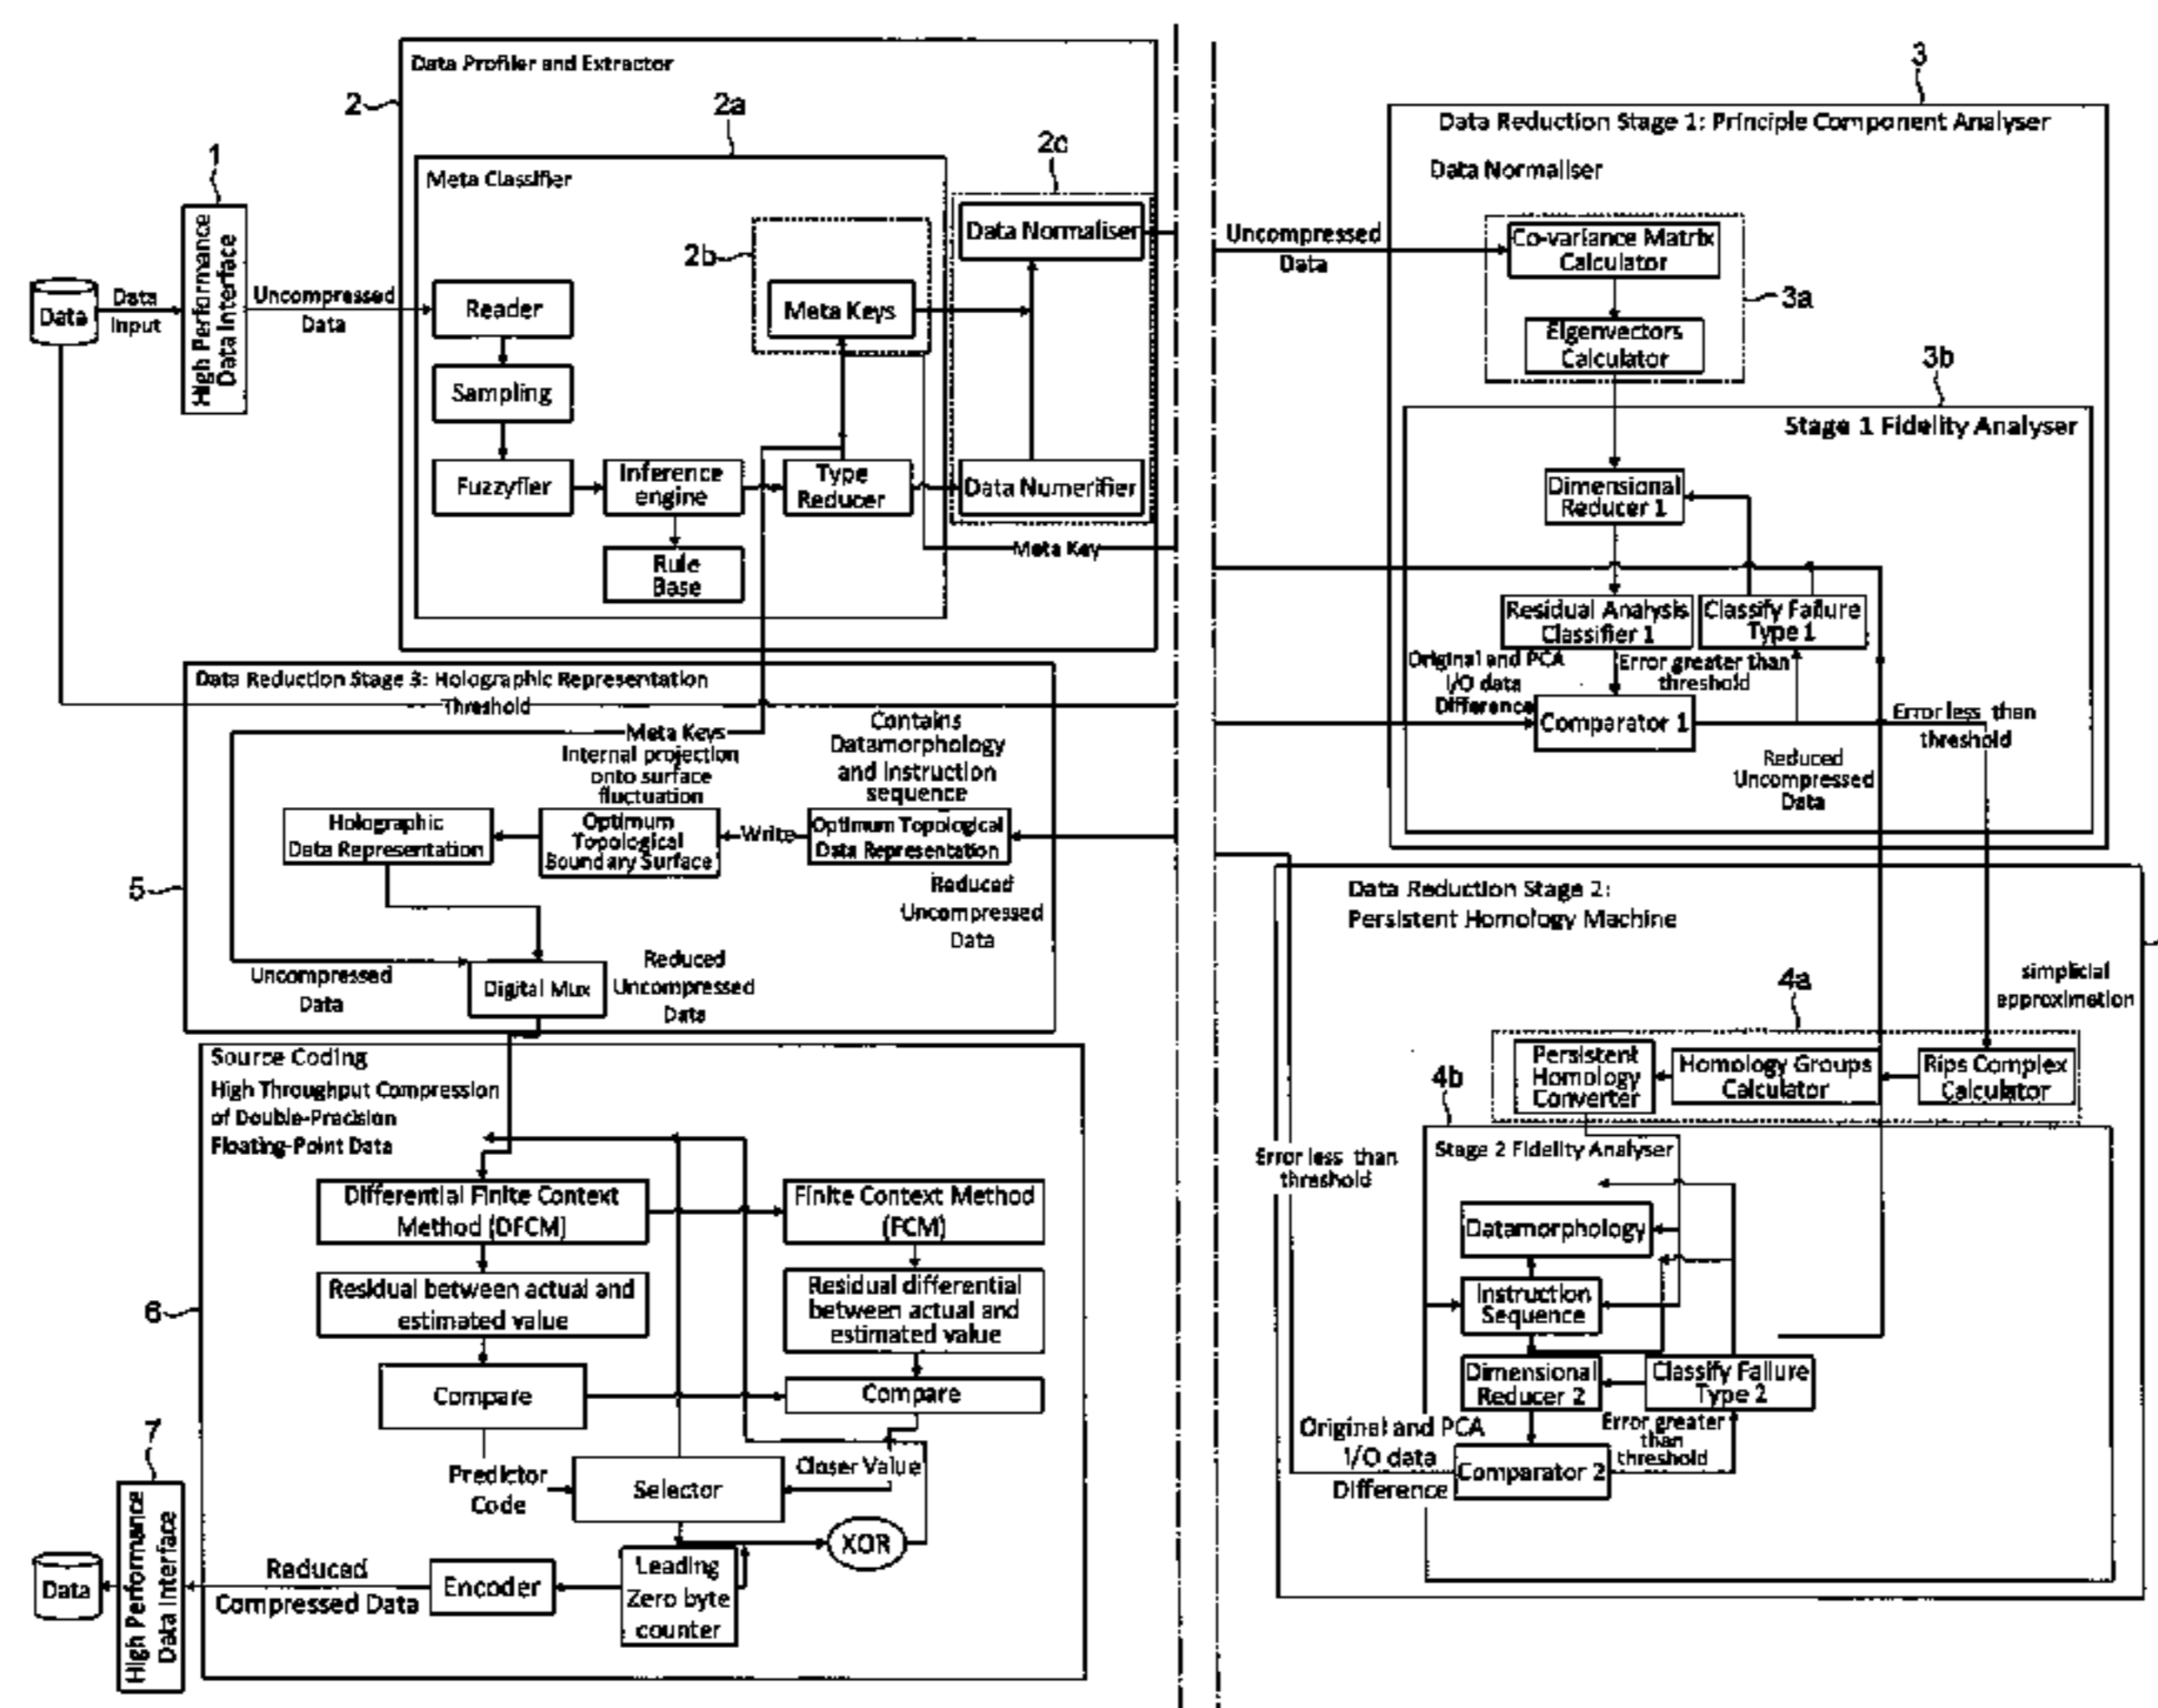 Data Profiler and Extractor
2
2a
Meta Classifier
2c
2b
1
High Performance
Data Interface
Data
Data
Input
Uncompressed
Data
Reader
Sampling
Fuzzyfier
Inference
engine
Rule
Base
Type
Reducer
Meta Keys
Data Normaliser
Data Numerifier
Meta Key
Data Reduction Stage 3: Holographic Representation
Threshold
Meta Keys
Internal projection
onto surface
fluctuation
Contains
Datamorphology
and Instruction
sequence
Holographic
Data Representation
Optimum
Topological
Boundary Surface
Write
Optimum Topological
Data Representation
Reduced
Uncompressed
Data
5
Uncompressed
Data
Digital Mux
Reduced
Uncompressed
Data
Source Coding
High Throughput Compression
of Double-Precision
Floating-Point Data
Differential Finite Context
Method (DFCM)
Finite Context Method
(FCM)
Residual between actual and
estimated value
Residual differential
between actual and
estimated value
6
Compare
Compare
Predictor
Code
Selector
Closer Value
XOR
Leading
Zero byte
counter
Encoder
Reduced
Compressed Data
7
High Performance
Data Interface
Data
3
Data Reduction Stage 1: Principle Component Analyser
Data Normaliser
Uncompressed
Data
Co-variance Matrix
Calculator
Eigenvectors
Calculator
3a
3b
Stage 1 Fidelity Analyser
Dimensional
Reducer 1
Residual Analysis
Classifier 1
Classify Failure
Type 1
Original and PCA
I/O data
Difference
Error greater than
threshold
Comparator 1
Error less than
threshold
Reduced
Uncompressed
Data
Data Reduction Stage 2:
Persistent Homology Machine
simplicial
approximetion
4a
4b
Persistent
Homology
Converter
Homology Groups
Calculator
Rips Complex
Calculator
Error less than
threshold
Stage 2 Fidelity Analyser
Datamorphology
Instruction
Sequence
Dimensional
Reducer 2
Classify Failure
Type 2
Original and PCA
I/O data
Difference
Error greater
than
threshold
Comparator 2